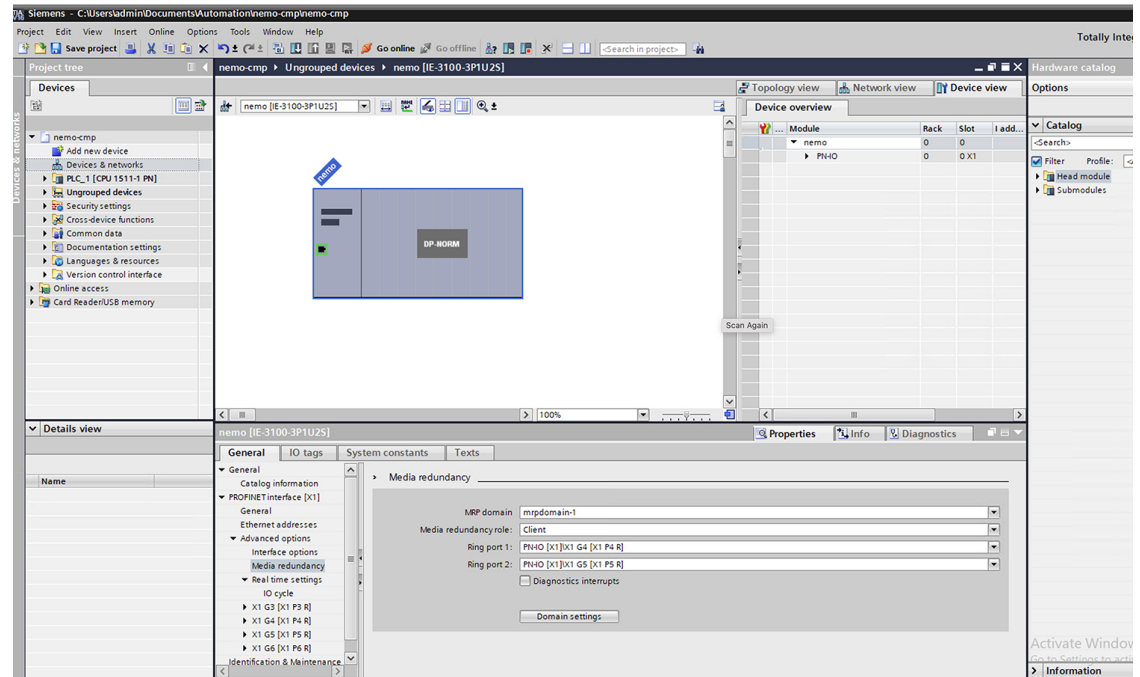 Siemens - C:\Users\admin\Documents\Automation\nemo-cmp\nemo-cmp
Project Edit View Insert Online Options Tools Window Help
Totally Inte
Save project
Go online
Go offline
<Search in project>
Project tree
nemo-cmp ▸ Ungrouped devices ▸ nemo [IE-3100-3P1U2S]
Hardware catalog
Devices
Topology view
Network view
Device view
Options
nemo [IE-3100-3P1U2S]
Device overview
Devices & networks
... Module Rack Slot I add...
nemo 0 0
PN-IO 0 0 X1
Catalog
<Search>
Filter Profile:
Head module
Submodules
nemo-cmp
Add new device
Devices & networks
PLC_1 [CPU 1511-1 PN]
Ungrouped devices
Security settings
Cross-device functions
Common data
Documentation settings
Languages & resources
Version control interface
Online access
Card Reader/USB memory
nemo
DP-NORM
Scan Again
100%
Details view
Name
nemo [IE-3100-3P1U2S]
Properties
Info
Diagnostics
General
IO tags
System constants
Texts
General
Catalog information
PROFINET interface [X1]
General
Ethernet addresses
Advanced options
Interface options
Media redundancy
Real time settings
IO cycle
X1 G3 [X1 P3 R]
X1 G4 [X1 P4 R]
X1 G5 [X1 P5 R]
X1 G6 [X1 P6 R]
Identification & Maintenance
Media redundancy
MRP domain mrpdomain-1
Media redundancy role: Client
Ring port 1: PN-IO [X1]\X1 G4 [X1 P4 R]
Ring port 2: PN-IO [X1]\X1 G5 [X1 P5 R]
Diagnostics interrupts
Domain settings
Activate Window
Go to Settings to acti
Information